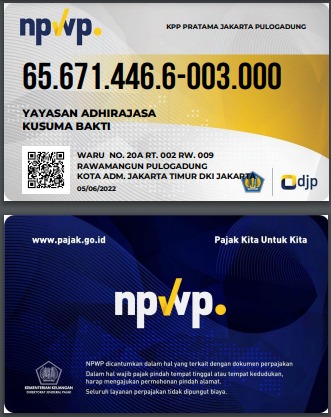 npwp.
KPP PRATAMA JAKARTA PULOGADUNG
65.671.446.6-003.000
YAYASAN ADHIRAJASA
KUSUMA BAKTI
WARU NO. 20A RT. 002 RW. 009
RAWAMANGUN PULOGADUNG
KOTA ADM. JAKARTA TIMUR DKI JAKARTA
05/06/2022
djp
www.pajak.go.id
Pajak Kita Untuk Kita
npwp.
KEMENTERIAN KEUANGAN
DIREKTORAT JENDERAL PAJAK
NPWP dicantumkan dalam hal yang terkait dengan dokumen perpajakan
Dalam hal wajib pajak pindah tempat tinggal atau tempat kedudukan,
harap mengajukan permohonan pindah alamat.
Seluruh layanan perpajakan tidak dipungut biaya.